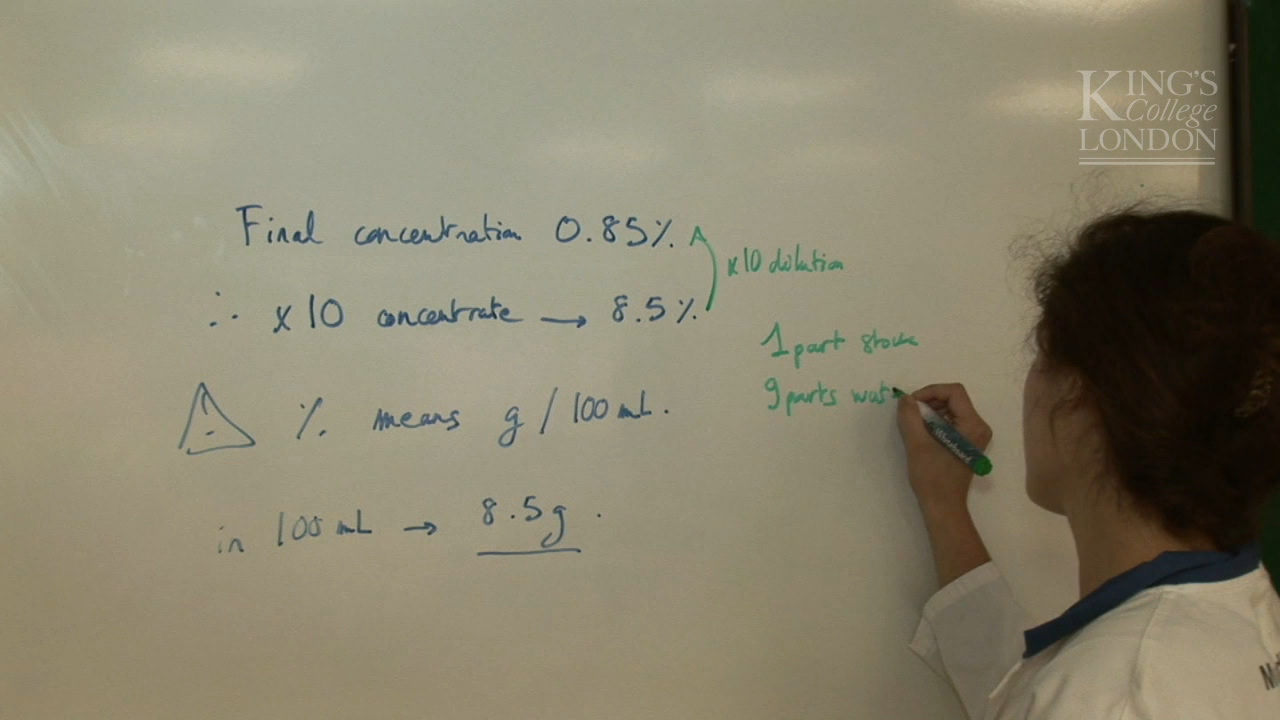 KING'S
College
LONDON
Final concentration 0.85%
x10 dilution
∴ x10 concentrate → 8.5%
1 part stock
9 parts wat
⚠ % means g/100 mL.
in 100 mL → 8.5g.
Whiteboard